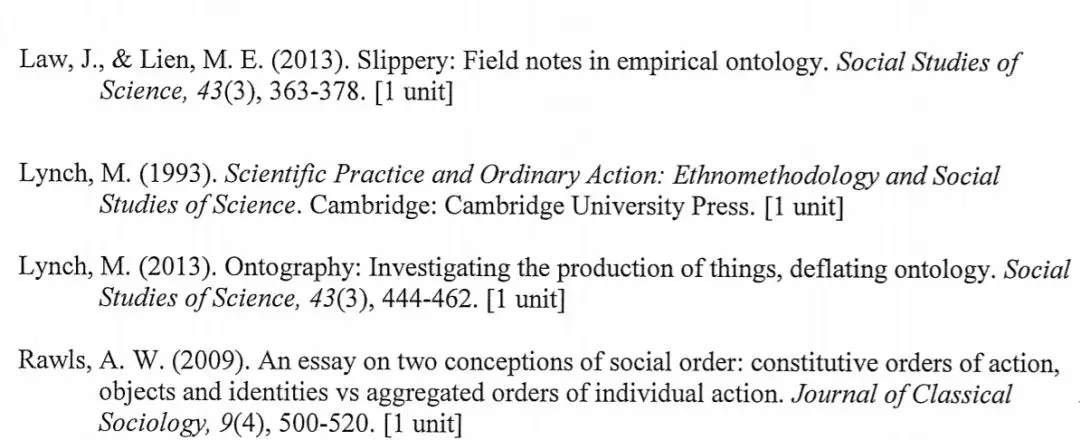 Law, J., & Lien, M. E. (2013). Slippery: Field notes in empirical ontology. Social Studies of
Science, 43(3), 363-378. [1 unit]
Lynch, M. (1993). Scientific Practice and Ordinary Action: Ethnomethodology and Social
Studies of Science. Cambridge: Cambridge University Press. [1 unit]
Lynch, M. (2013). Ontography: Investigating the production of things, deflating ontology. Social
Studies of Science, 43(3), 444-462. [1 unit]
Rawls, A. W. (2009). An essay on two conceptions of social order: constitutive orders of action,
objects and identities vs aggregated orders of individual action. Journal of Classical
Sociology, 9(4), 500-520. [1 unit]